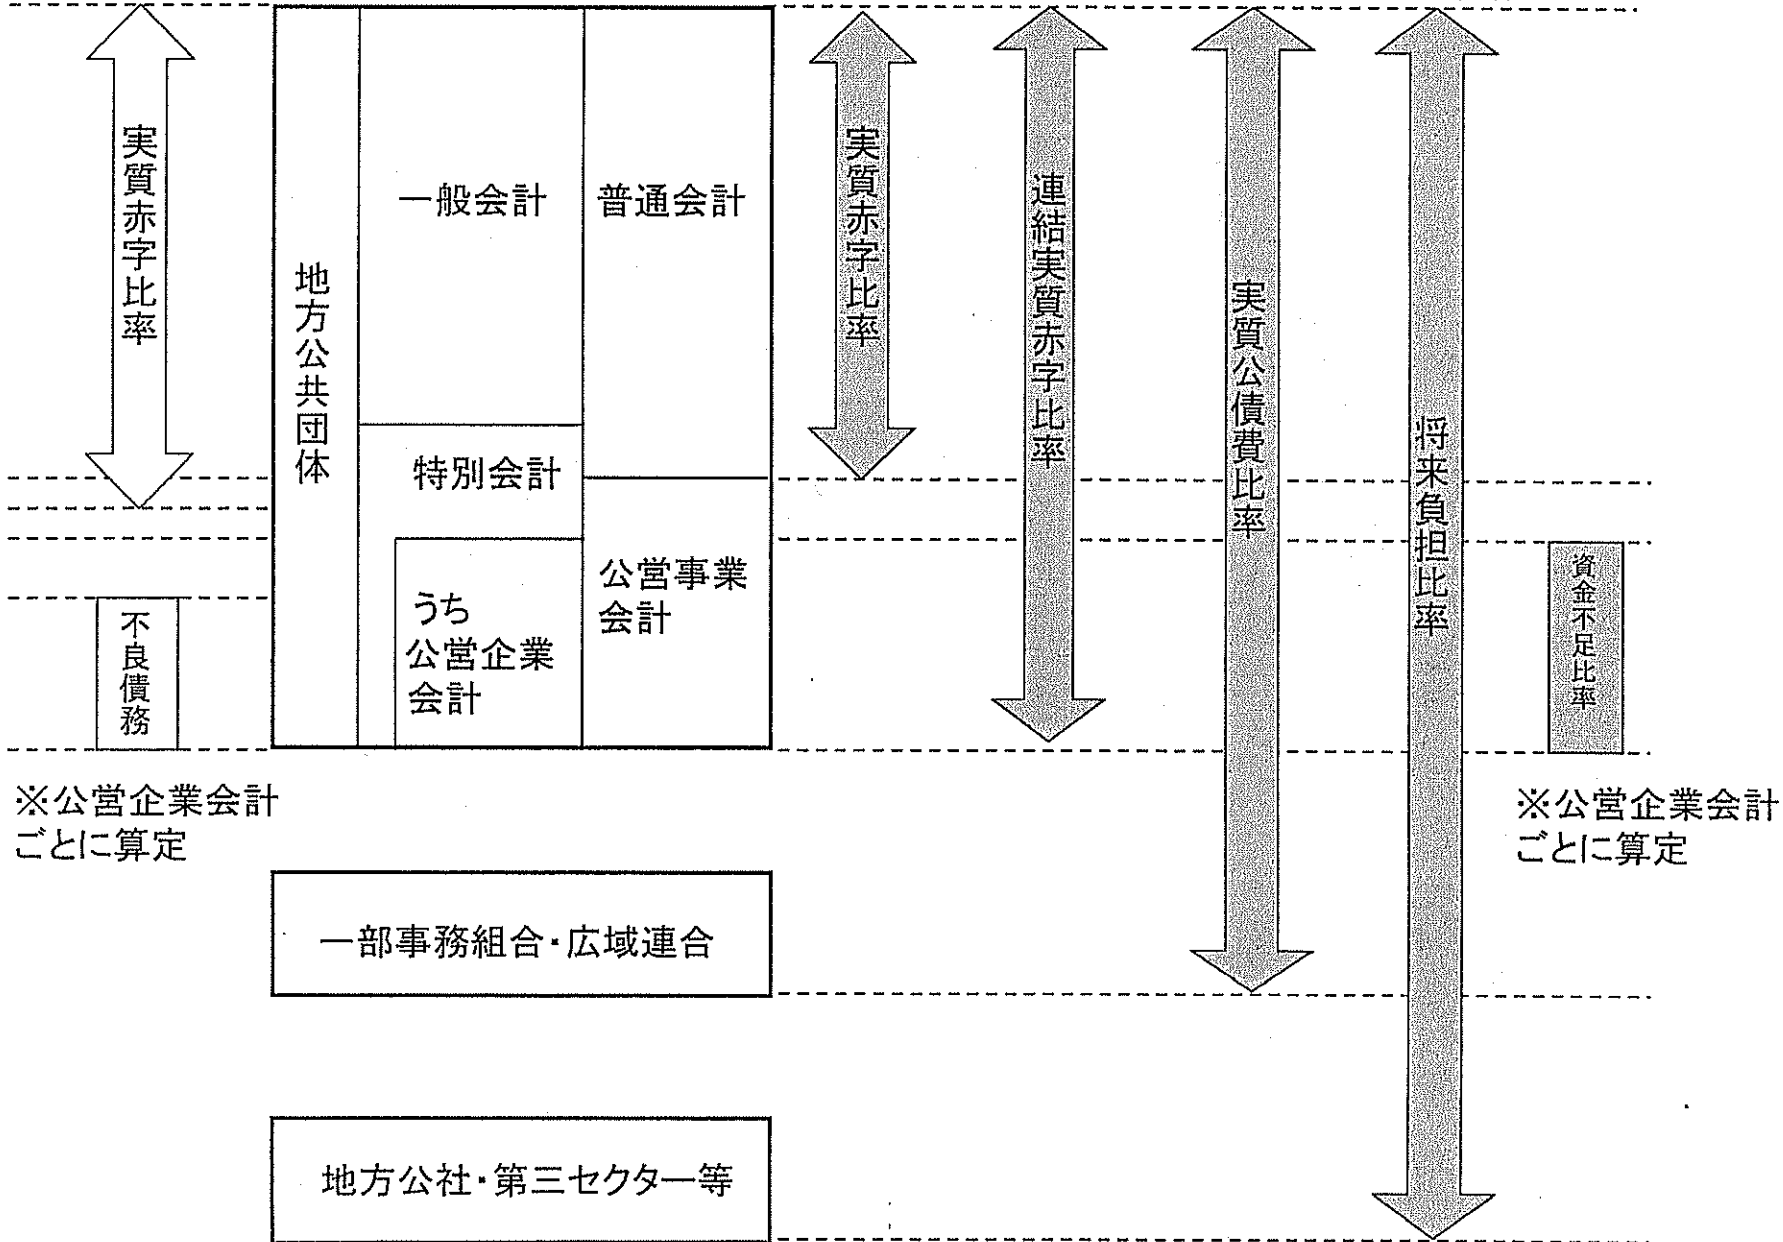 実質赤字比率
不良債務
※公営企業会計
ごとに算定
地方公共団体
一般会計
普通会計
特別会計
うち
公営企業
会計
公営事業
会計
一部事務組合・広域連合
地方公社・第三セクター等
実質赤字比率
連結実質赤字比率
実質公債費比率
将来負担比率
資金不足比率
※公営企業会計
ごとに算定